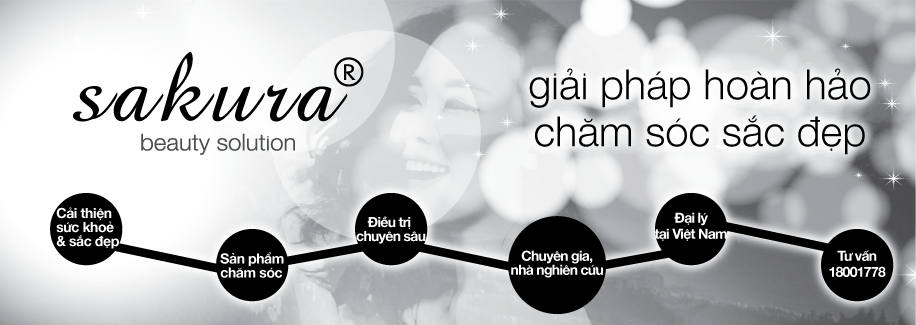 sakura®
beauty solution
giải pháp hoàn hảo
chăm sóc sắc đẹp
Cải thiện
sức khoẻ
& sắc đẹp
Sản phẩm
chăm sóc
Điều trị
chuyên sâu
Chuyên gia,
nhà nghiên cứu
Đại lý
tại Việt Nam
Tư vấn
18001778